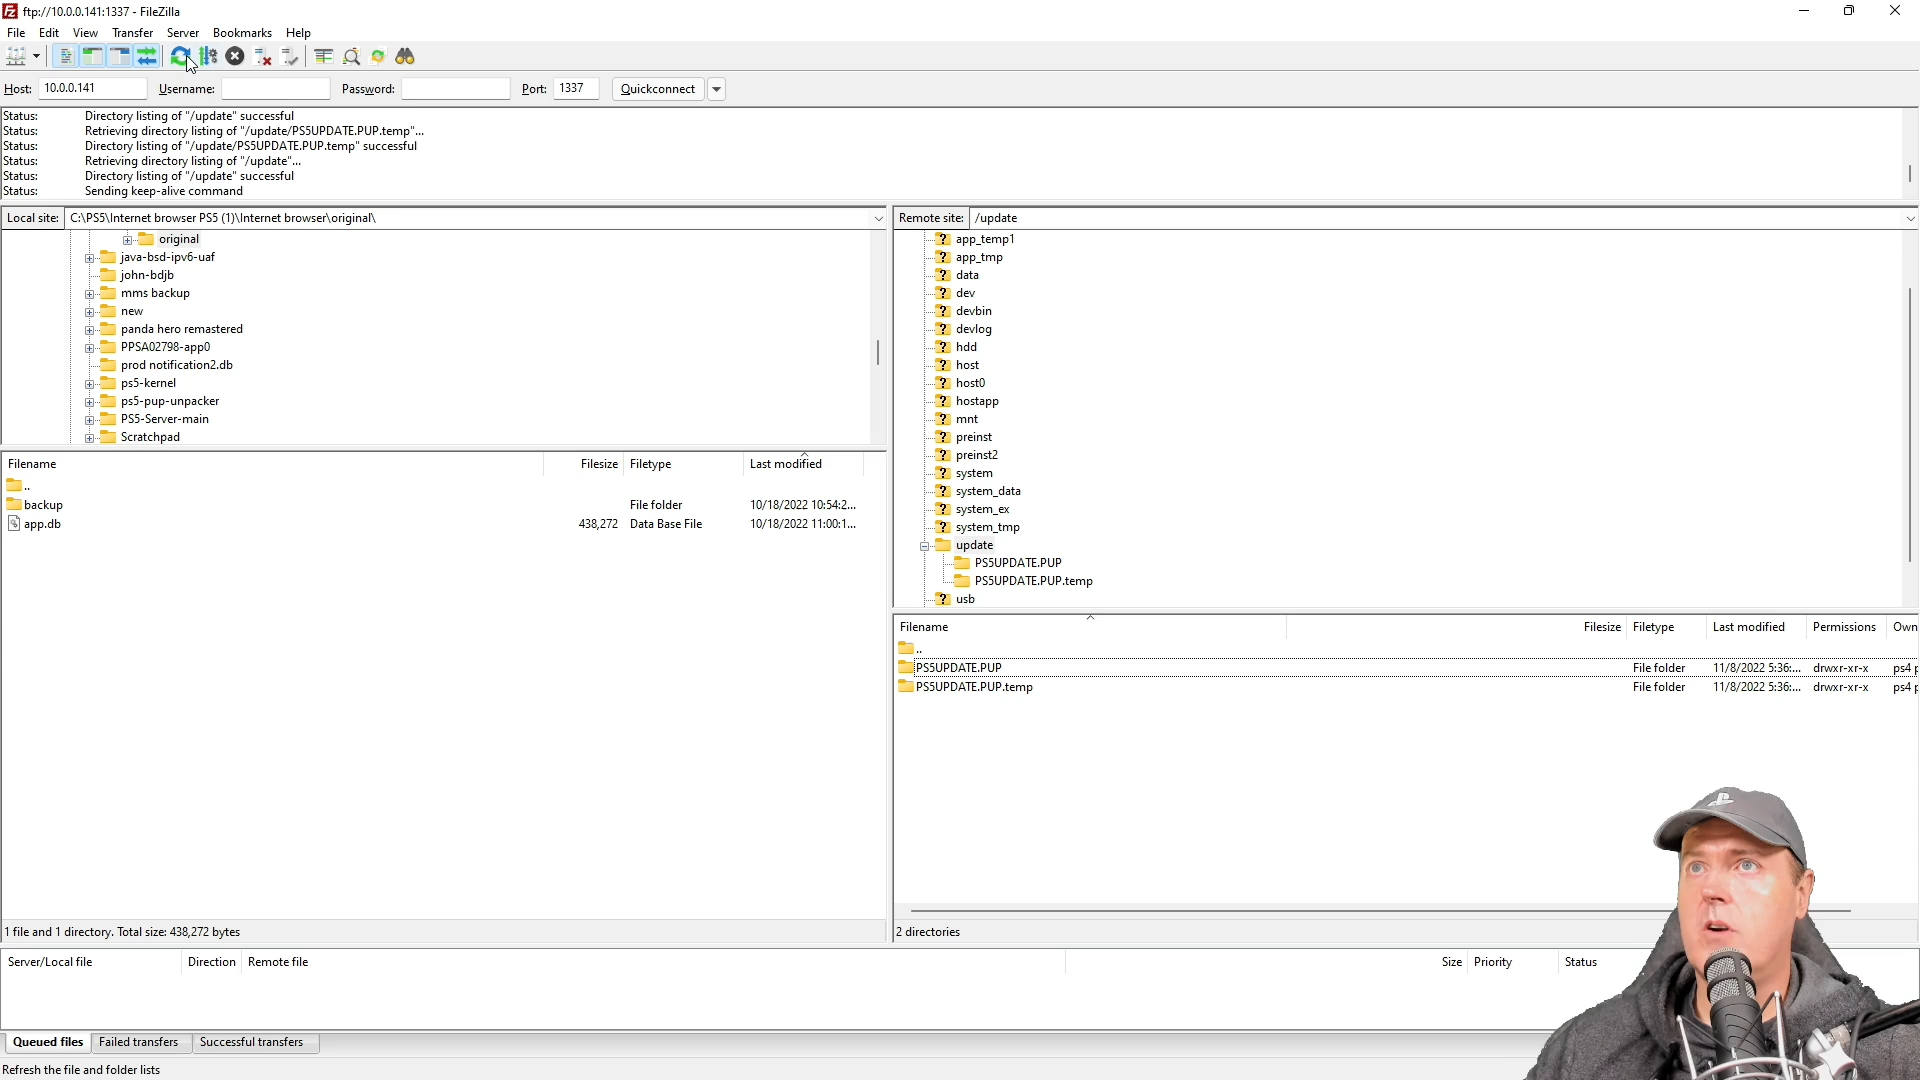 ftp://10.0.0.141:1337 - FileZilla
File Edit View Transfer Server Bookmarks Help
Host: 10.0.0.141 Username: Password: Port: 1337 Quickconnect
Status: Directory listing of "/update" successful
Status: Retrieving directory listing of "/update/PS5UPDATE.PUP.temp"...
Status: Directory listing of "/update/PS5UPDATE.PUP.temp" successful
Status: Retrieving directory listing of "/update"...
Status: Directory listing of "/update" successful
Status: Sending keep-alive command
Local site: C:\PS5\Internet browser PS5 (1)\Internet browser\original\
original
java-bsd-ipv6-uaf
john-bdjb
mms backup
new
panda hero remastered
PPSA02798-app0
prod notification2.db
ps5-kernel
ps5-pup-unpacker
PS5-Server-main
Scratchpad
Filename Filesize Filetype Last modified
..
backup File folder 10/18/2022 10:54:2...
app.db 438,272 Data Base File 10/18/2022 11:00:1...
1 file and 1 directory. Total size: 438,272 bytes
Remote site: /update
app_temp1
app_tmp
data
dev
devbin
devlog
hdd
host
host0
hostapp
mnt
preinst
preinst2
system
system_data
system_ex
system_tmp
update
PS5UPDATE.PUP
PS5UPDATE.PUP.temp
usb
Filename Filesize Filetype Last modified Permissions Own
..
PS5UPDATE.PUP File folder 11/8/2022 5:36:... drwxr-xr-x ps4 p
PS5UPDATE.PUP.temp File folder 11/8/2022 5:36:... drwxr-xr-x ps4 p
2 directories
Server/Local file Direction Remote file Size Priority Status
Queued files Failed transfers Successful transfers
Refresh the file and folder lists